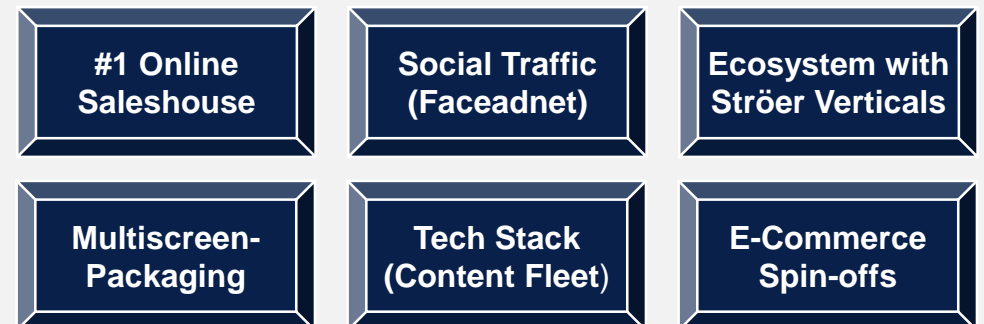 #1 Online
Saleshouse
Social Traffic
(Faceadnet)
Ecosystem with
Ströer Verticals
Multiscreen-
Packaging
Tech Stack
(Content Fleet)
E-Commerce
Spin-offs